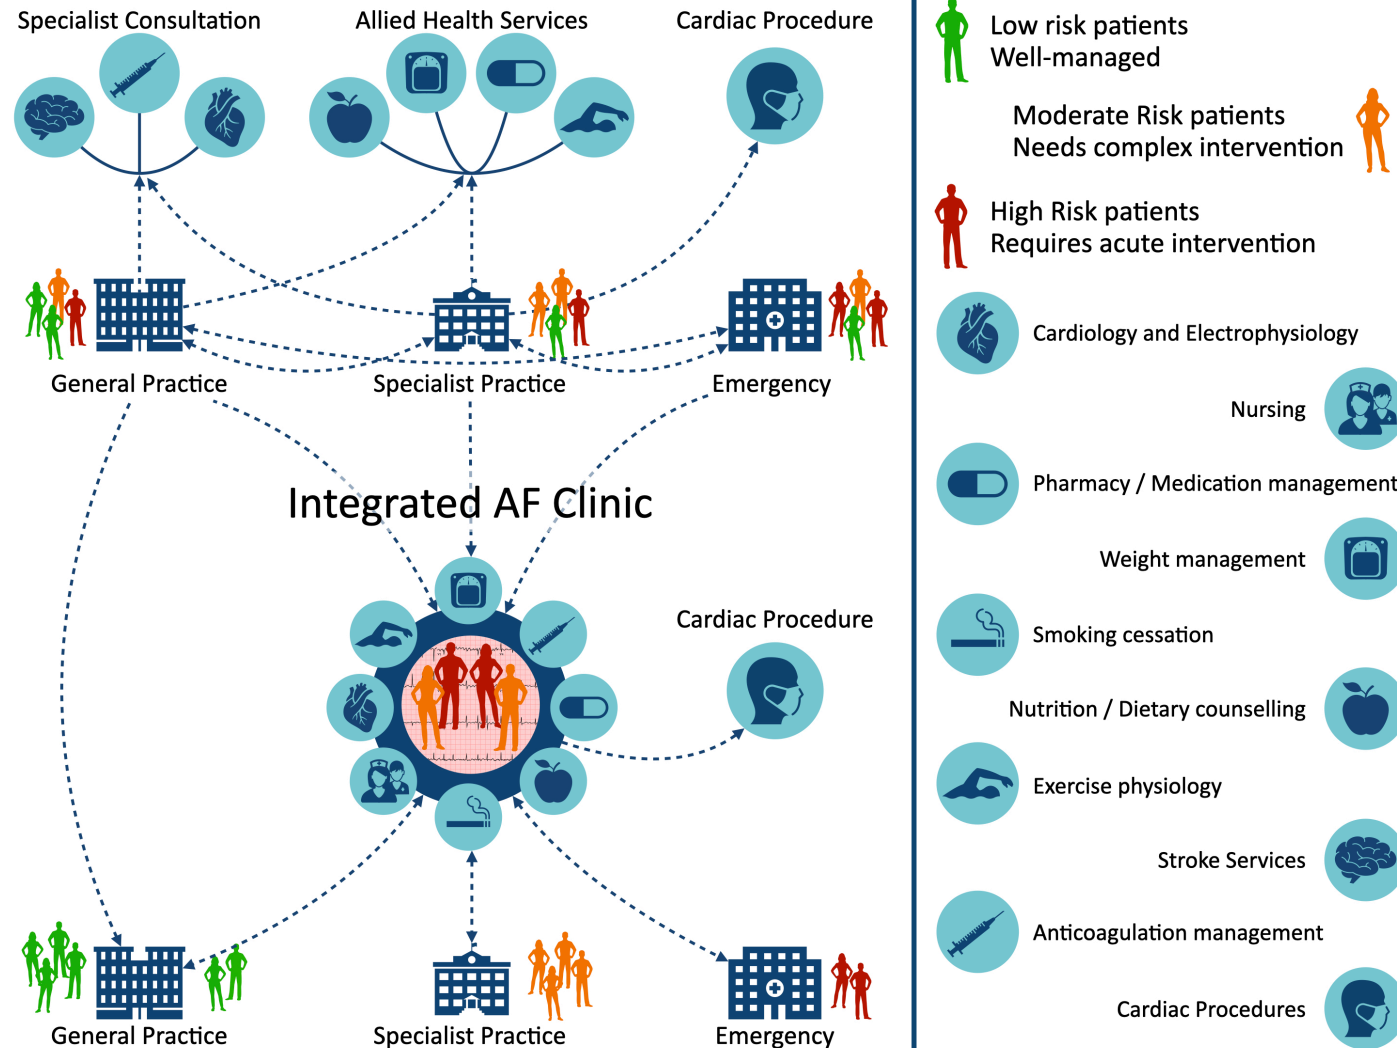 Specialist Consultation
Allied Health Services
Cardiac Procedure
General Practice
Specialist Practice
Emergency
Integrated AF Clinic
Cardiac Procedure
General Practice
Specialist Practice
Emergency
Low risk patients
Well-managed
Moderate Risk patients
Needs complex intervention
High Risk patients
Requires acute intervention
Cardiology and Electrophysiology
Nursing
Pharmacy / Medication management
Weight management
Smoking cessation
Nutrition / Dietary counselling
Exercise physiology
Stroke Services
Anticoagulation management
Cardiac Procedures